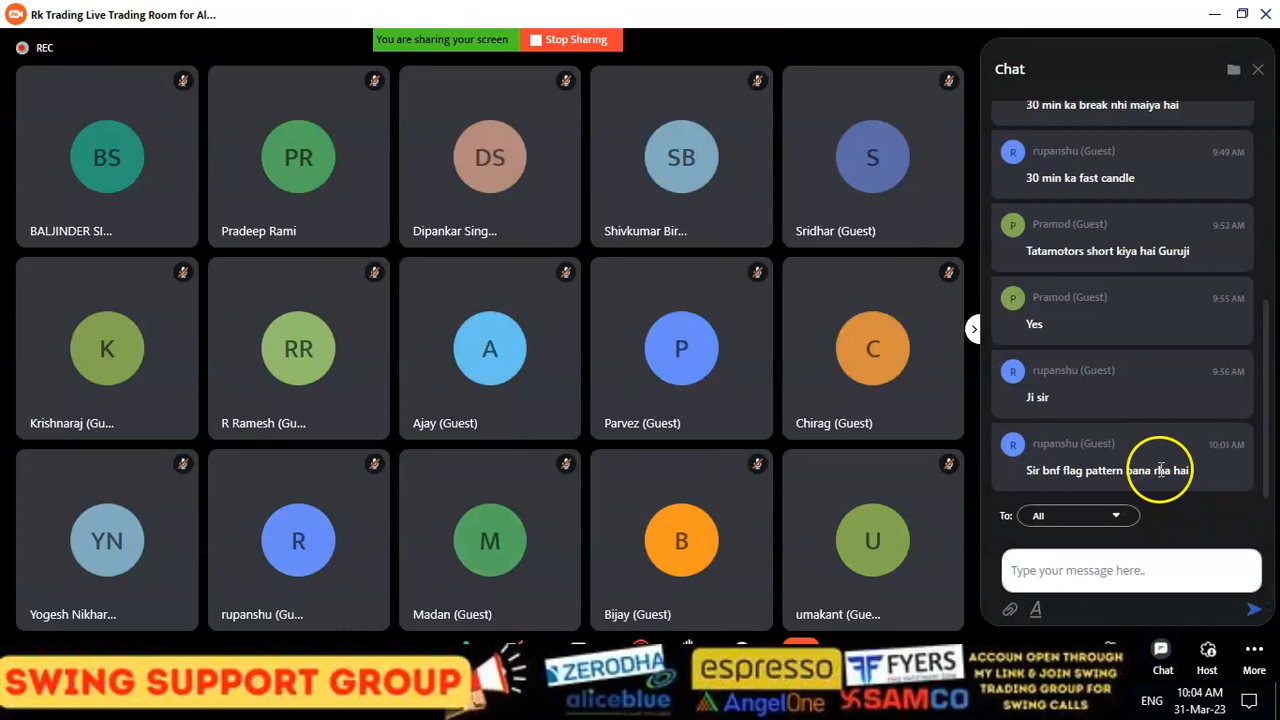 Rk Trading Live Trading Room for Al...
REC
You are sharing your screen
Stop Sharing
BS
BALJINDER SI...
PR
Pradeep Rami
DS
Dipankar Sing...
SB
Shivkumar Bir...
S
Sridhar (Guest)
K
Krishnaraj (Gu...
RR
R Ramesh (Gu...
A
Ajay (Guest)
P
Parvez (Guest)
C
Chirag (Guest)
YN
Yogesh Nikhar...
R
rupanshu (Gu...
M
Madan (Guest)
B
Bijay (Guest)
U
umakant (Gue...
Chat
30 min ka break nhi maiya hai
R
rupanshu (Guest)
9:49 AM
30 min ka fast candle
P
Pramod (Guest)
9:52 AM
Tatamotors short kiya hai Guruji
P
Pramod (Guest)
9:55 AM
Yes
R
rupanshu (Guest)
9:56 AM
Ji sir
R
rupanshu (Guest)
10:01 AM
Sir bnf flag pattern bana rha hai
To:
All
Type your message here..
A
Chat
Host
More
SWING SUPPORT GROUP
ZERODHA
aliceblue
espresso
AngelOne
FYERS
SAMCO
ACCOUN OPEN THROUGH
MY LINK & JOIN SWING
TRADING GROUP FOR
SWING CALLS
ENG
10:04 AM
31-Mar-23